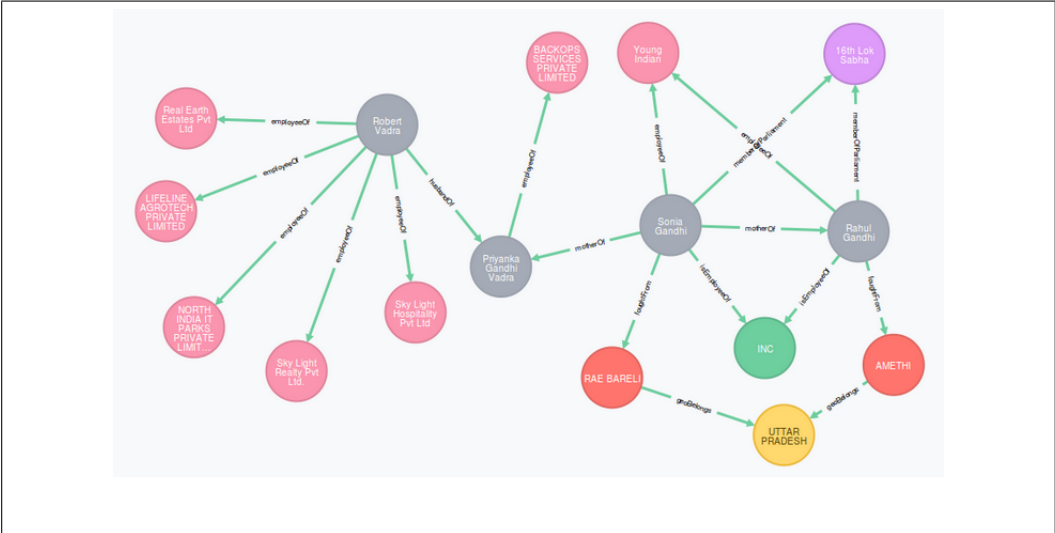 BACKOPS
SERVICES
PRIVATE
LIMITED
Young
Indian
16th Lok
Sabha
Real Earth
Estates Pvt
Ltd
employeeOf
Robert
Vadra
employeeOf
employeeOf
employeeOf
employeeOf
husbandOf
employeeOf
employeeOf
employeeOf
memberOfParliament
memberOfParliament
LIFELINE
AGROTECH
PRIVATE
LIMITED
Priyanka
Gandhi
Vadra
motherOf
Sonia
Gandhi
motherOf
Rahul
Gandhi
NORTH
INDIA IT
PARKS
PRIVATE
LIMIT...
Sky Light
Realty Pvt
Ltd.
Sky Light
Hospitality
Pvt Ltd
foughtFrom
isEmployeeOf
isEmployeeOf
foughtFrom
RAE BARELI
INC
AMETHI
geoBelongs
geoBelongs
UTTAR
PRADESH